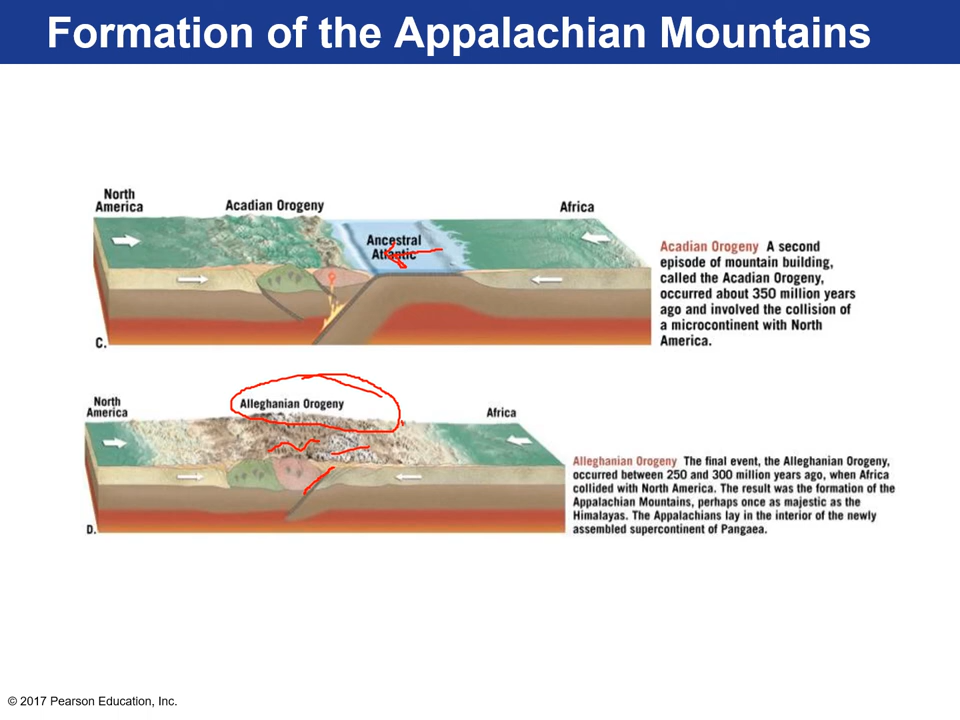 Formation of the Appalachian Mountains
North
America
Acadian Orogeny
Africa
Ancestral
Atlantic
C.
Acadian Orogeny A second
episode of mountain building,
called the Acadian Orogeny,
occurred about 350 million years
ago and involved the collision of
a microcontinent with North
America.
North
America
Alleghanian Orogeny
Africa
D.
Alleghanian Orogeny The final event, the Alleghanian Orogeny,
occurred between 250 and 300 million years ago, when Africa
collided with North America. The result was the formation of the
Appalachian Mountains, perhaps once as majestic as the
Himalayas. The Appalachians lay in the interior of the newly
assembled supercontinent of Pangaea.
© 2017 Pearson Education, Inc.